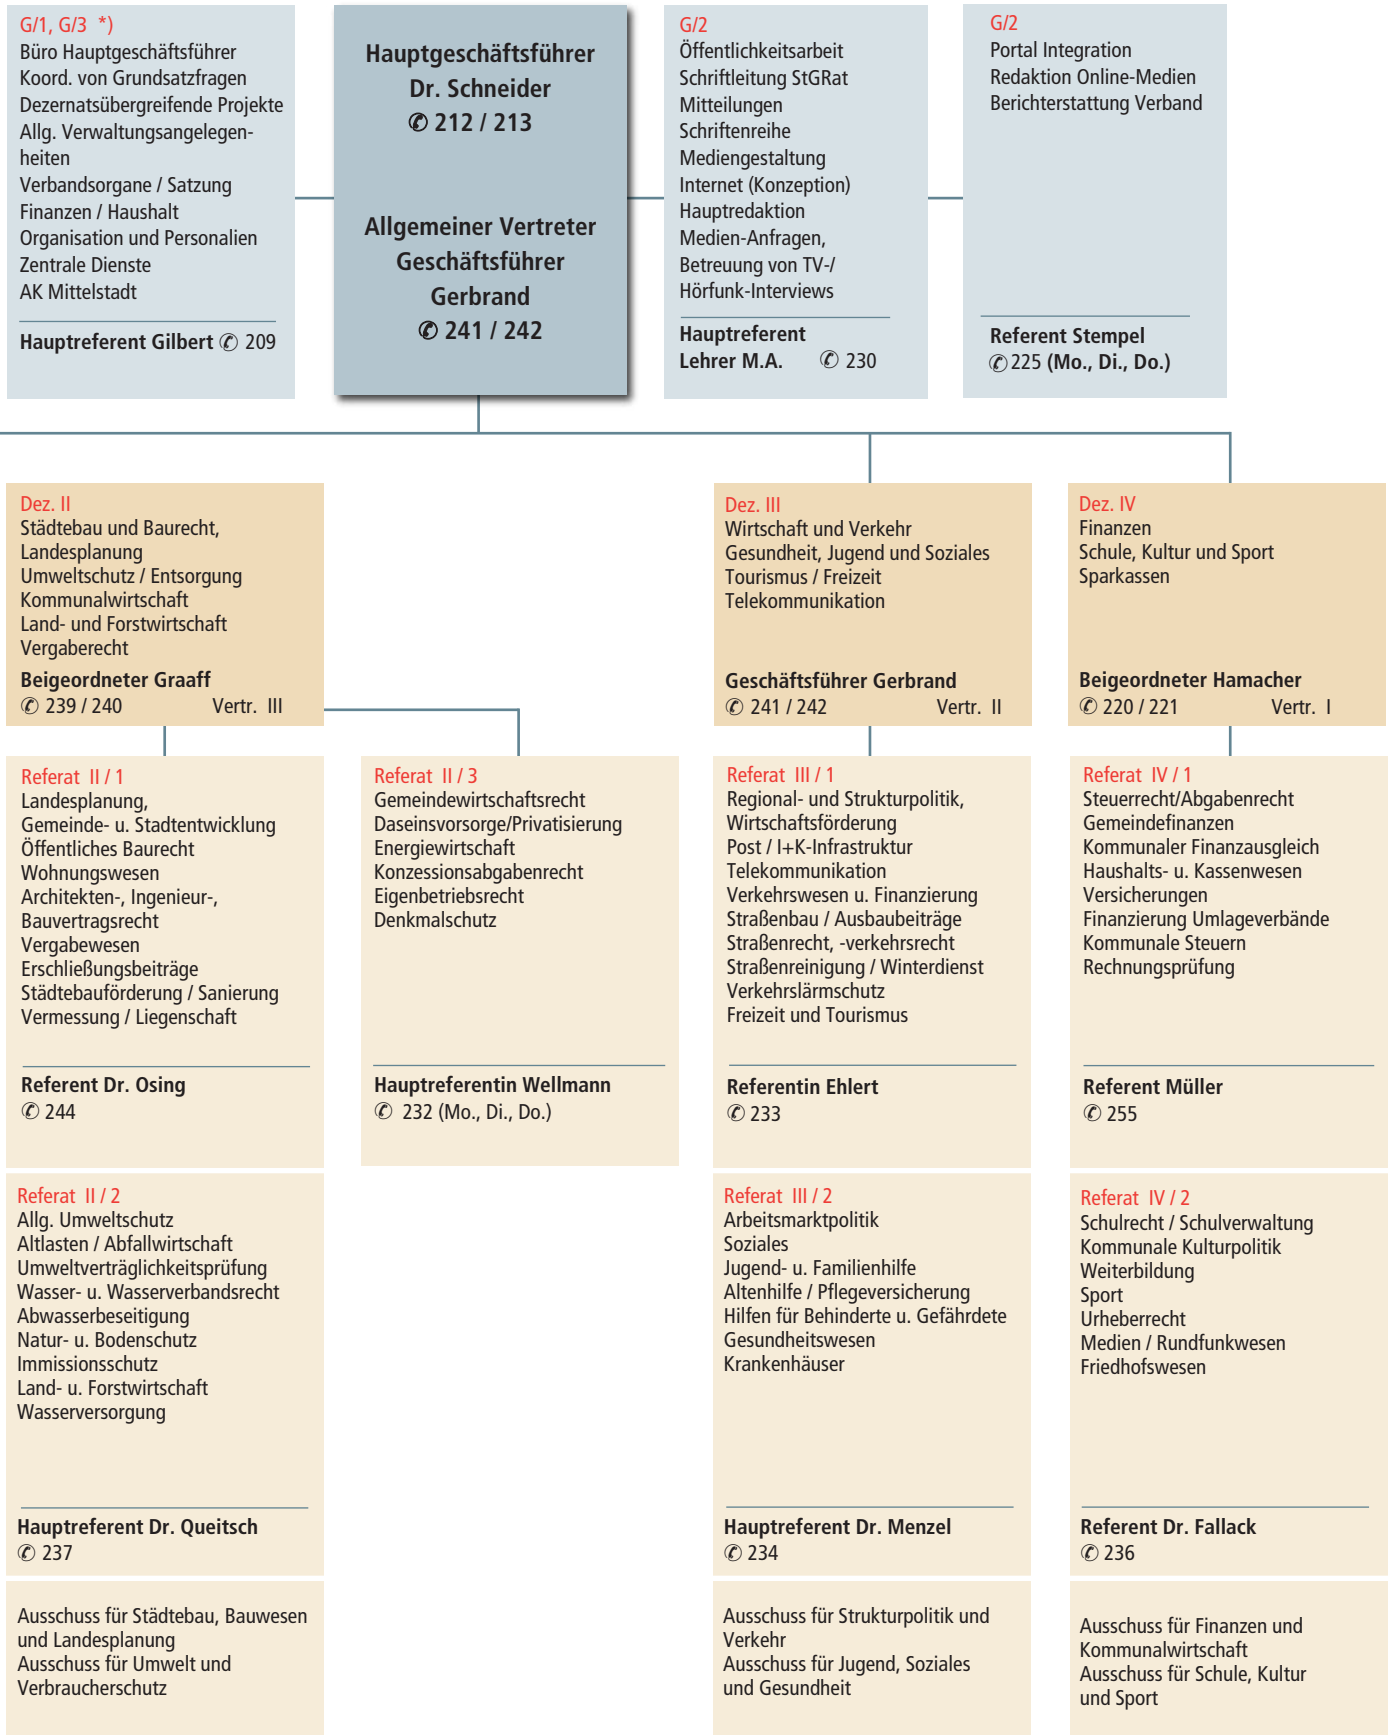 G/1, G/3 *)
Büro Hauptgeschäftsführer
Koord. von Grundsatzfragen
Dezernatsübergreifende Projekte
Allg. Verwaltungsangelegen-
heiten
Verbandsorgane / Satzung
Finanzen / Haushalt
Organisation und Personalien
Zentrale Dienste
AK Mittelstadt
Hauptreferent Gilbert ✆ 209
Hauptgeschäftsführer
Dr. Schneider
✆ 212 / 213
Allgemeiner Vertreter
Geschäftsführer
Gerbrand
✆ 241 / 242
G/2
Öffentlichkeitsarbeit
Schriftleitung StGRat
Mitteilungen
Schriftenreihe
Mediengestaltung
Internet (Konzeption)
Hauptredaktion
Medien-Anfragen,
Betreuung von TV-/
Hörfunk-Interviews
Hauptreferent
Lehrer M.A. ✆ 230
G/2
Portal Integration
Redaktion Online-Medien
Berichterstattung Verband
Referent Stempel
✆ 225 (Mo., Di., Do.)
Dez. II
Städtebau und Baurecht,
Landesplanung
Umweltschutz / Entsorgung
Kommunalwirtschaft
Land- und Forstwirtschaft
Vergaberecht
Beigeordneter Graaff
✆ 239 / 240 Vertr. III
Dez. III
Wirtschaft und Verkehr
Gesundheit, Jugend und Soziales
Tourismus / Freizeit
Telekommunikation
Geschäftsführer Gerbrand
✆ 241 / 242 Vertr. II
Dez. IV
Finanzen
Schule, Kultur und Sport
Sparkassen
Beigeordneter Hamacher
✆ 220 / 221 Vertr. I
Referat II / 1
Landesplanung,
Gemeinde- u. Stadtentwicklung
Öffentliches Baurecht
Wohnungswesen
Architekten-, Ingenieur-,
Bauvertragsrecht
Vergabewesen
Erschließungsbeiträge
Städtebauförderung / Sanierung
Vermessung / Liegenschaft
Referent Dr. Osing
✆ 244
Referat II / 3
Gemeindewirtschaftsrecht
Daseinsvorsorge/Privatisierung
Energiewirtschaft
Konzessionsabgabenrecht
Eigenbetriebsrecht
Denkmalschutz
Hauptreferentin Wellmann
✆ 232 (Mo., Di., Do.)
Referat III / 1
Regional- und Strukturpolitik,
Wirtschaftsförderung
Post / I+K-Infrastruktur
Telekommunikation
Verkehrswesen u. Finanzierung
Straßenbau / Ausbaubeiträge
Straßenrecht, -verkehrsrecht
Straßenreinigung / Winterdienst
Verkehrslärmschutz
Freizeit und Tourismus
Referentin Ehlert
✆ 233
Referat IV / 1
Steuerrecht/Abgabenrecht
Gemeindefinanzen
Kommunaler Finanzausgleich
Haushalts- u. Kassenwesen
Versicherungen
Finanzierung Umlageverbände
Kommunale Steuern
Rechnungsprüfung
Referent Müller
✆ 255
Referat II / 2
Allg. Umweltschutz
Altlasten / Abfallwirtschaft
Umweltverträglichkeitsprüfung
Wasser- u. Wasserverbandsrecht
Abwasserbeseitigung
Natur- u. Bodenschutz
Immissionsschutz
Land- u. Forstwirtschaft
Wasserversorgung
Hauptreferent Dr. Queitsch
✆ 237
Referat III / 2
Arbeitsmarktpolitik
Soziales
Jugend- u. Familienhilfe
Altenhilfe / Pflegeversicherung
Hilfen für Behinderte u. Gefährdete
Gesundheitswesen
Krankenhäuser
Hauptreferent Dr. Menzel
✆ 234
Referat IV / 2
Schulrecht / Schulverwaltung
Kommunale Kulturpolitik
Weiterbildung
Sport
Urheberrecht
Medien / Rundfunkwesen
Friedhofswesen
Referent Dr. Fallack
✆ 236
Ausschuss für Städtebau, Bauwesen
und Landesplanung
Ausschuss für Umwelt und
Verbraucherschutz
Ausschuss für Strukturpolitik und
Verkehr
Ausschuss für Jugend, Soziales
und Gesundheit
Ausschuss für Finanzen und
Kommunalwirtschaft
Ausschuss für Schule, Kultur
und Sport